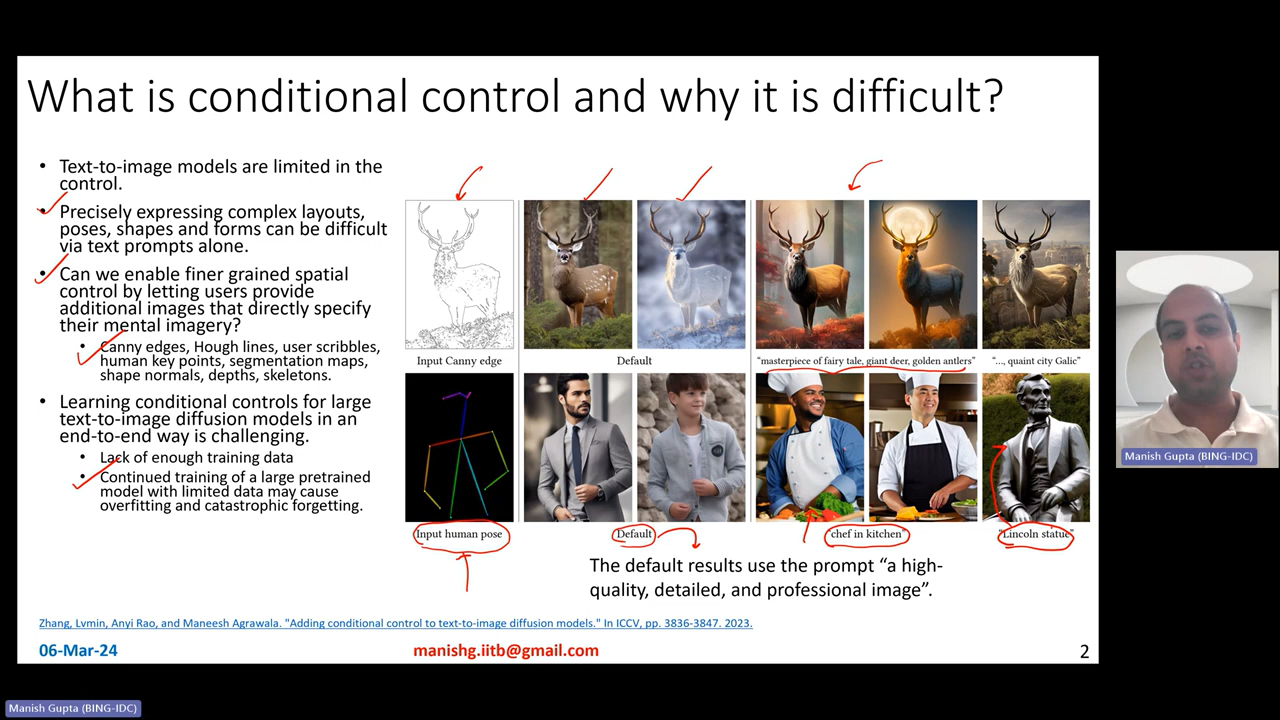 What is conditional control and why it is difficult?
• Text-to-image models are limited in the
control.
• Precisely expressing complex layouts,
poses, shapes and forms can be difficult
via text prompts alone.
• Can we enable finer grained spatial
control by letting users provide
additional images that directly specify
their mental imagery?
• Canny edges, Hough lines, user scribbles,
human key points, segmentation maps,
shape normals, depths, skeletons.
• Learning conditional controls for large
text-to-image diffusion models in an
end-to-end way is challenging.
• Lack of enough training data
• Continued training of a large pretrained
model with limited data may cause
overfitting and catastrophic forgetting.
Input Canny edge
Default
“masterpiece of fairy tale, giant deer, golden antlers”
“..., quaint city Galic”
Input human pose
Default
“chef in kitchen”
“Lincoln statue”
The default results use the prompt “a high-
quality, detailed, and professional image”.
Zhang, Lvmin, Anyi Rao, and Maneesh Agrawala. "Adding conditional control to text-to-image diffusion models." In ICCV, pp. 3836-3847. 2023.
06-Mar-24
manishg.iitb@gmail.com
2
Manish Gupta (BING-IDC)
Manish Gupta (BING-IDC)